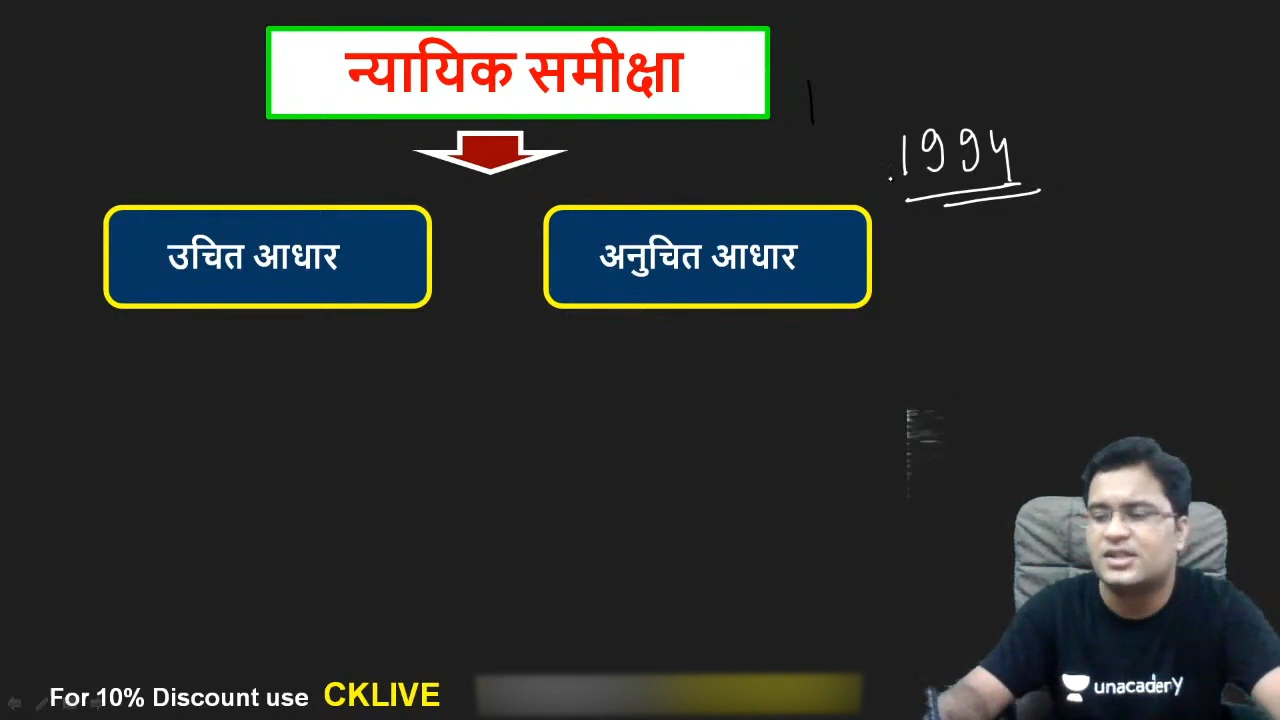 न्यायिक समीक्षा
1994
उचित आधार
अनुचित आधार
unacademy
For 10% Discount use CKLIVE